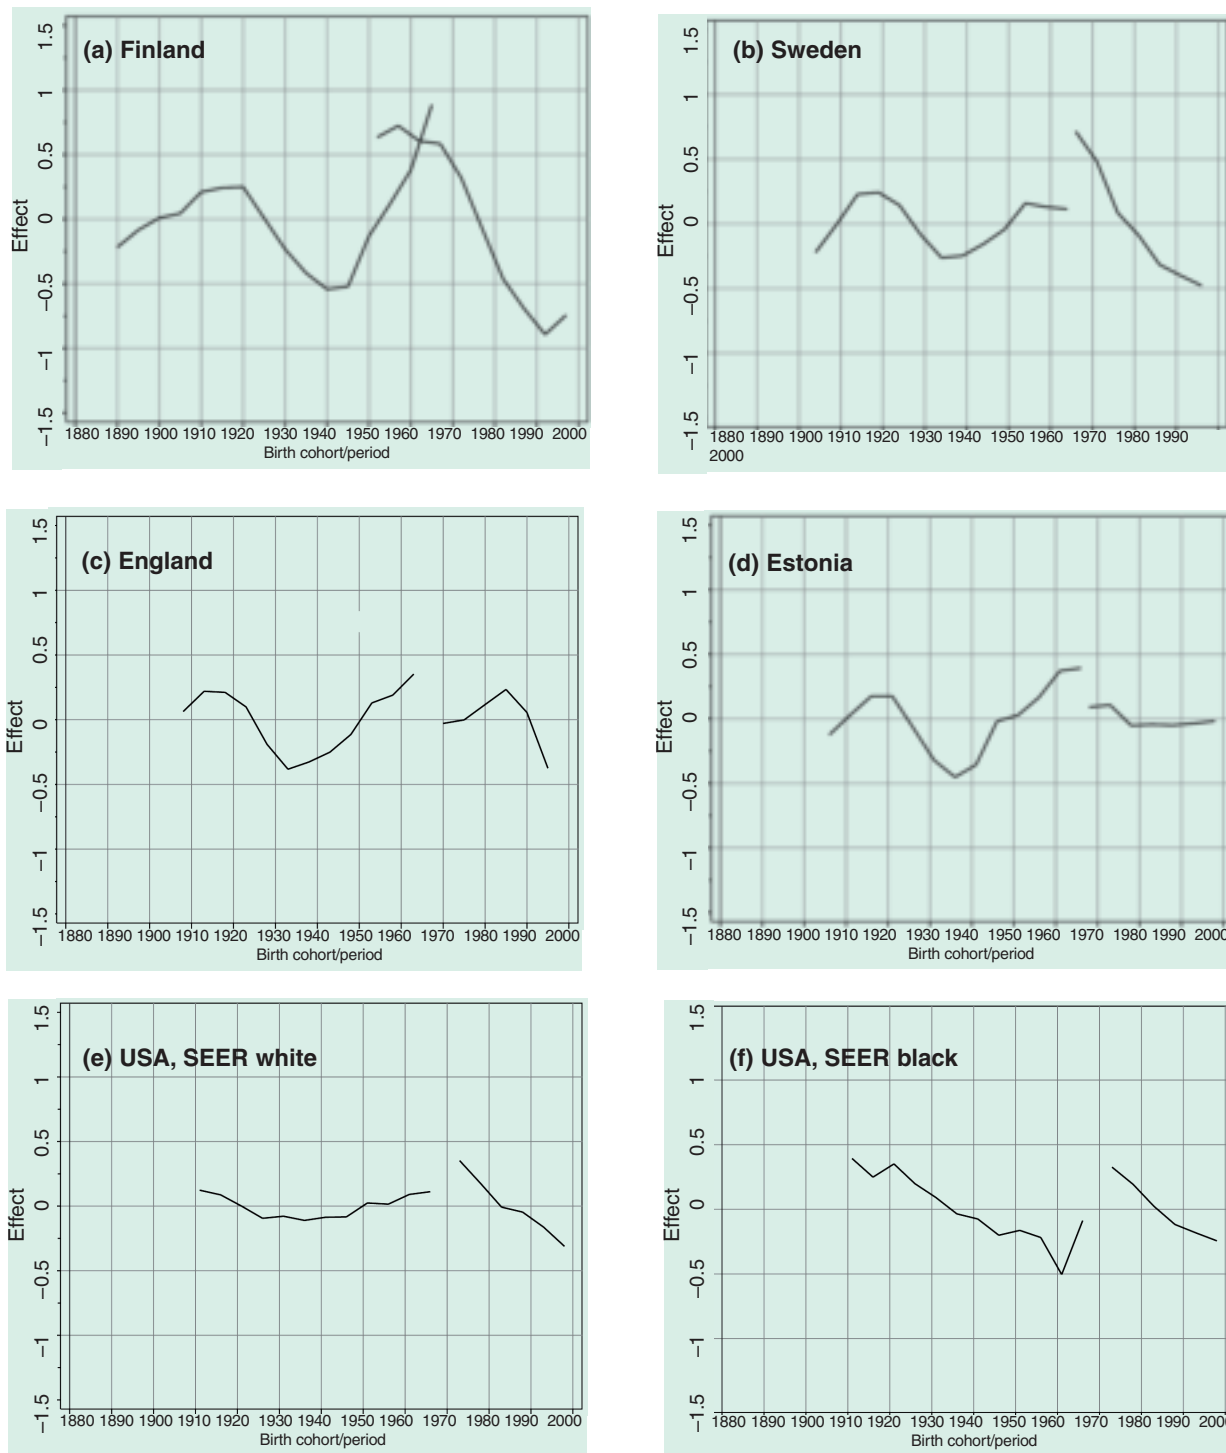 (a) Finland
1.5
1
0.5
0
−0.5
−1
−1.5
Effect
1880 1890 1900 1910 1920 1930 1940 1950 1960 1970 1980 1990 2000
Birth cohort/period
(b) Sweden
1.5
1
0.5
0
−0.5
−1
−1.5
Effect
1880 1890 1900 1910 1920 1930 1940 1950 1960 1970 1980 1990
2000
(c) England
1.5
1
0.5
0
−0.5
−1
−1.5
Effect
1880 1890 1900 1910 1920 1930 1940 1950 1960 1970 1980 1990 2000
Birth cohort/period
(d) Estonia
1.5
1
0.5
0
−0.5
−1
−1.5
Effect
1880 1890 1900 1910 1920 1930 1940 1950 1960 1970 1980 1990 2000
Birth cohort/period
(e) USA, SEER white
1.5
1
0.5
0
−0.5
−1
−1.5
Effect
1880 1890 1900 1910 1920 1930 1940 1950 1960 1970 1980 1990 2000
Birth cohort/period
(f) USA, SEER black
1.5
1
0.5
0
−0.5
−1
−1.5
Effect
1880 1890 1900 1910 1920 1930 1940 1950 1960 1970 1980 1990 2000
Birth cohort/period